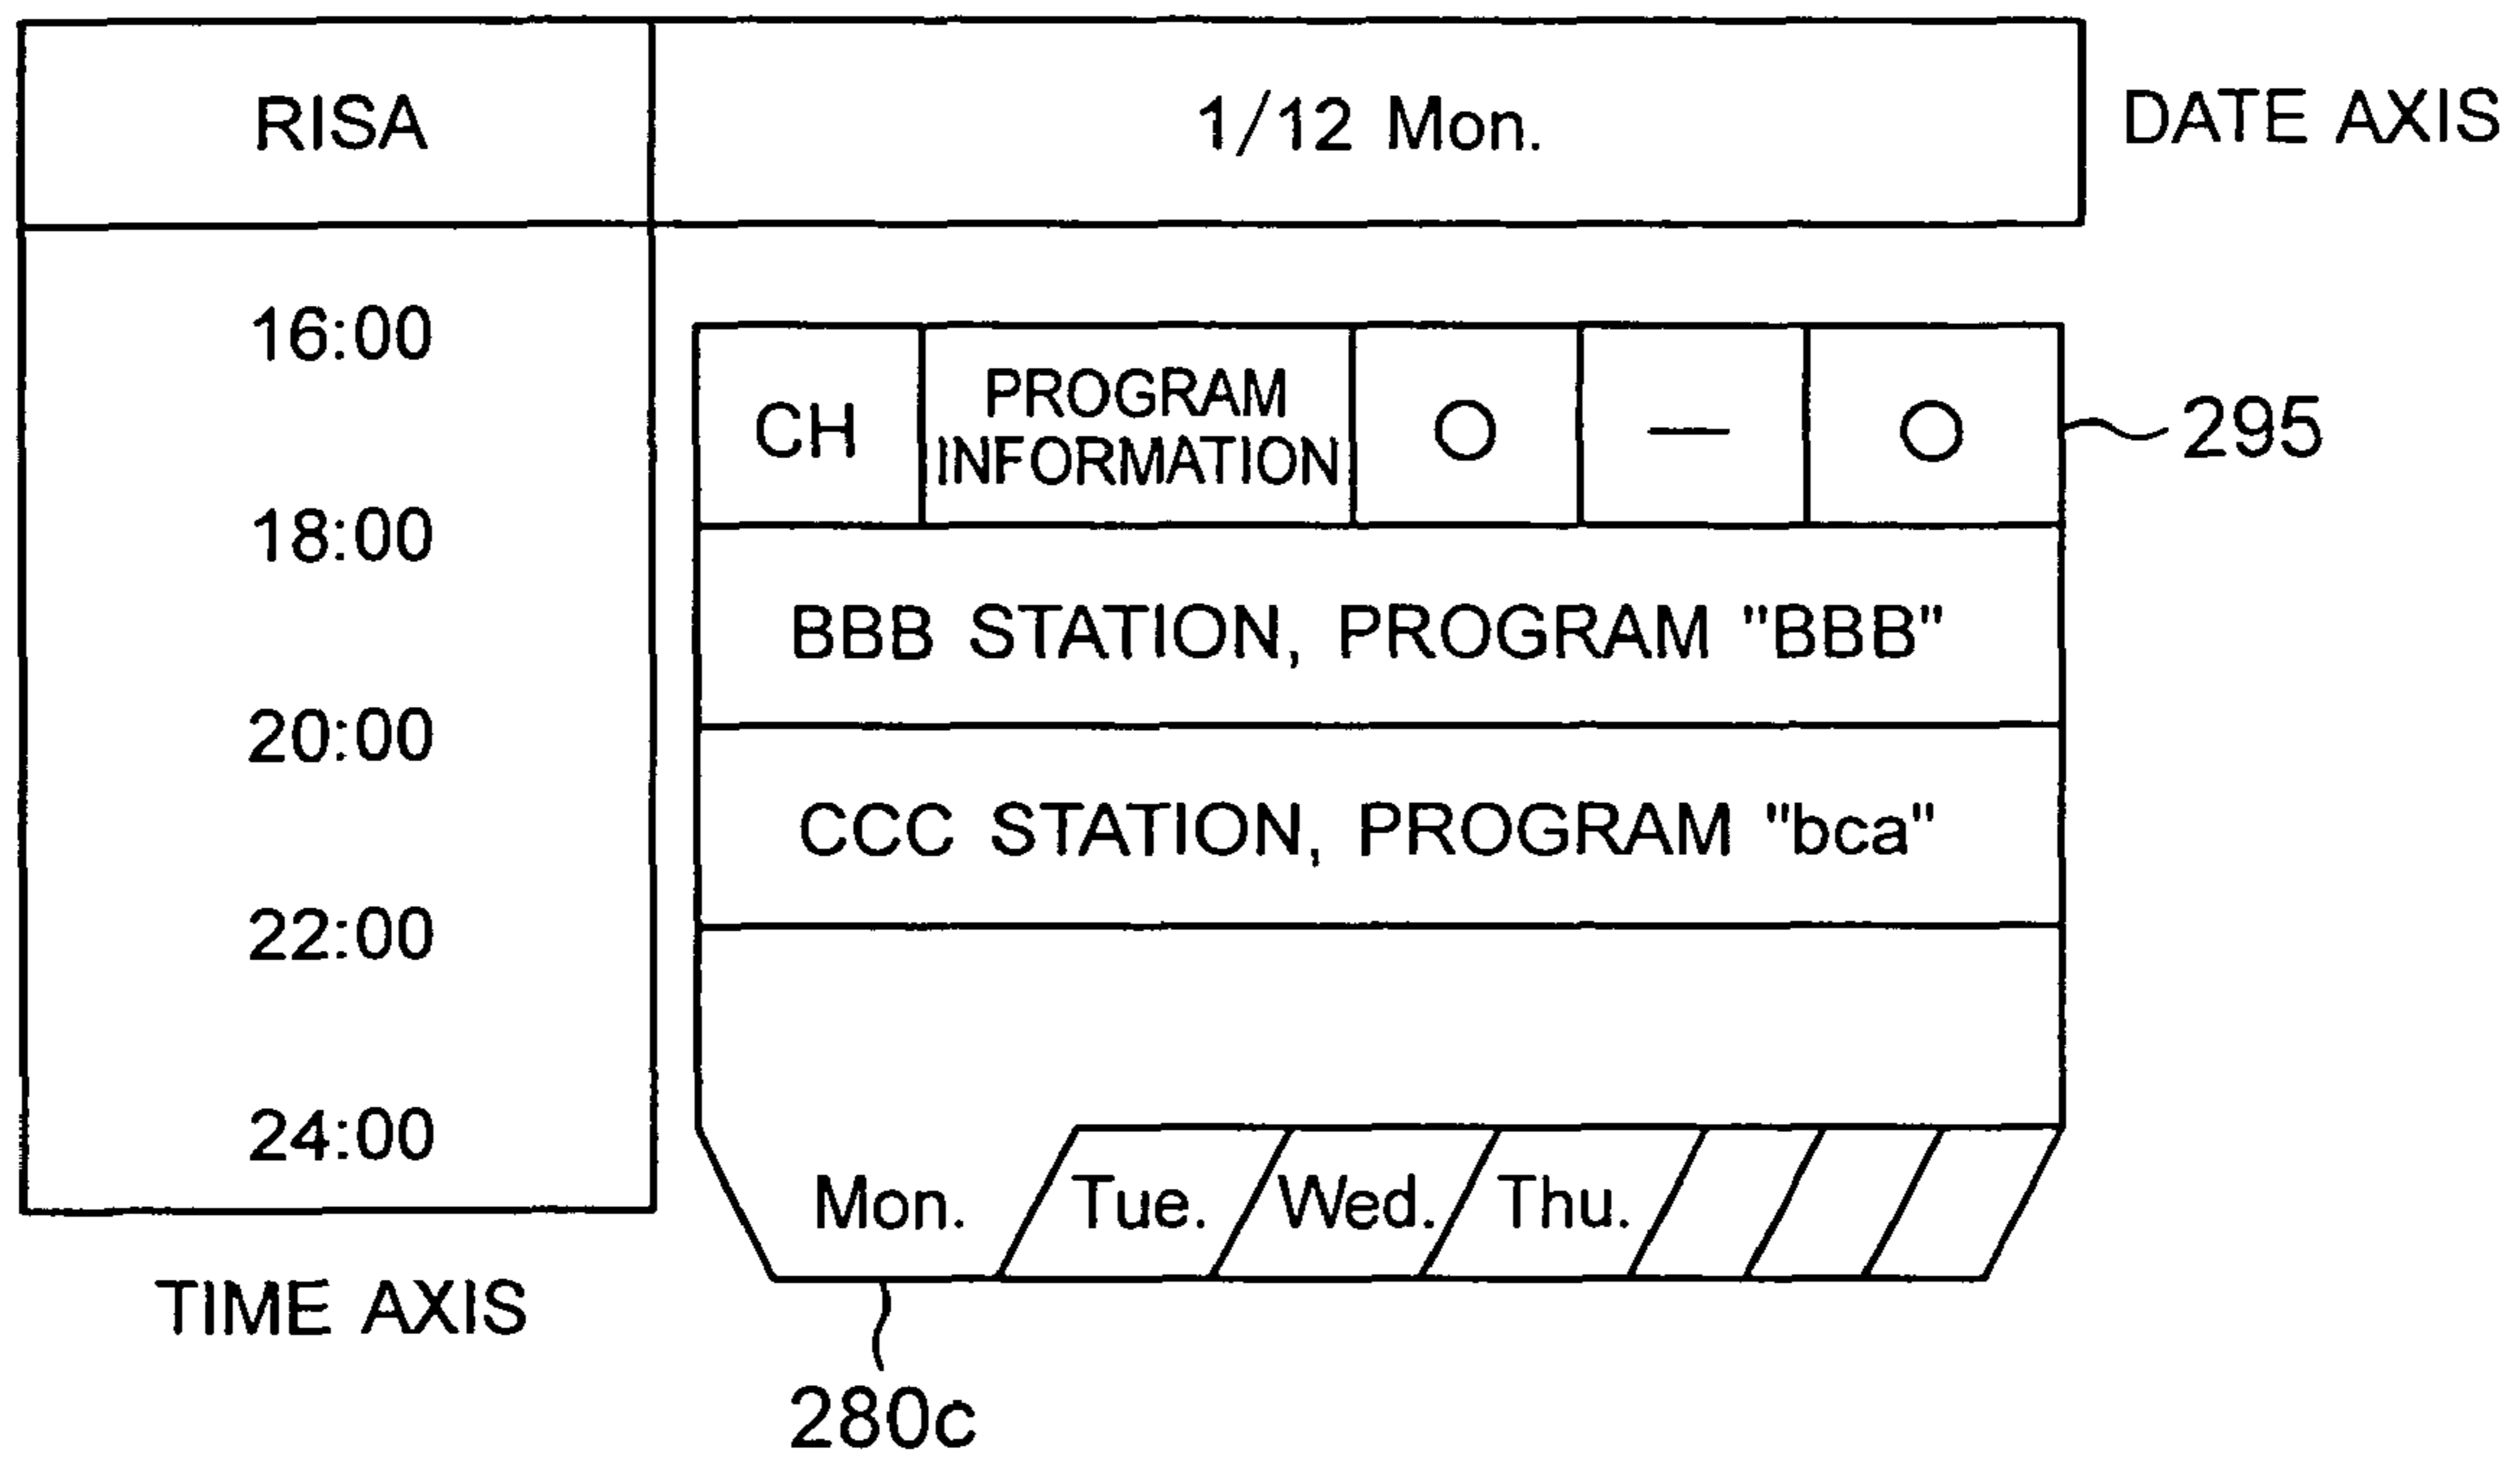 RISA
1/12 Mon.
DATE AXIS
16:00
18:00
20:00
22:00
24:00
TIME AXIS
CH
PROGRAM
INFORMATION
○
—
○
295
BBB STATION, PROGRAM "BBB"
CCC STATION, PROGRAM "bca"
Mon.
Tue.
Wed.
Thu.
280c